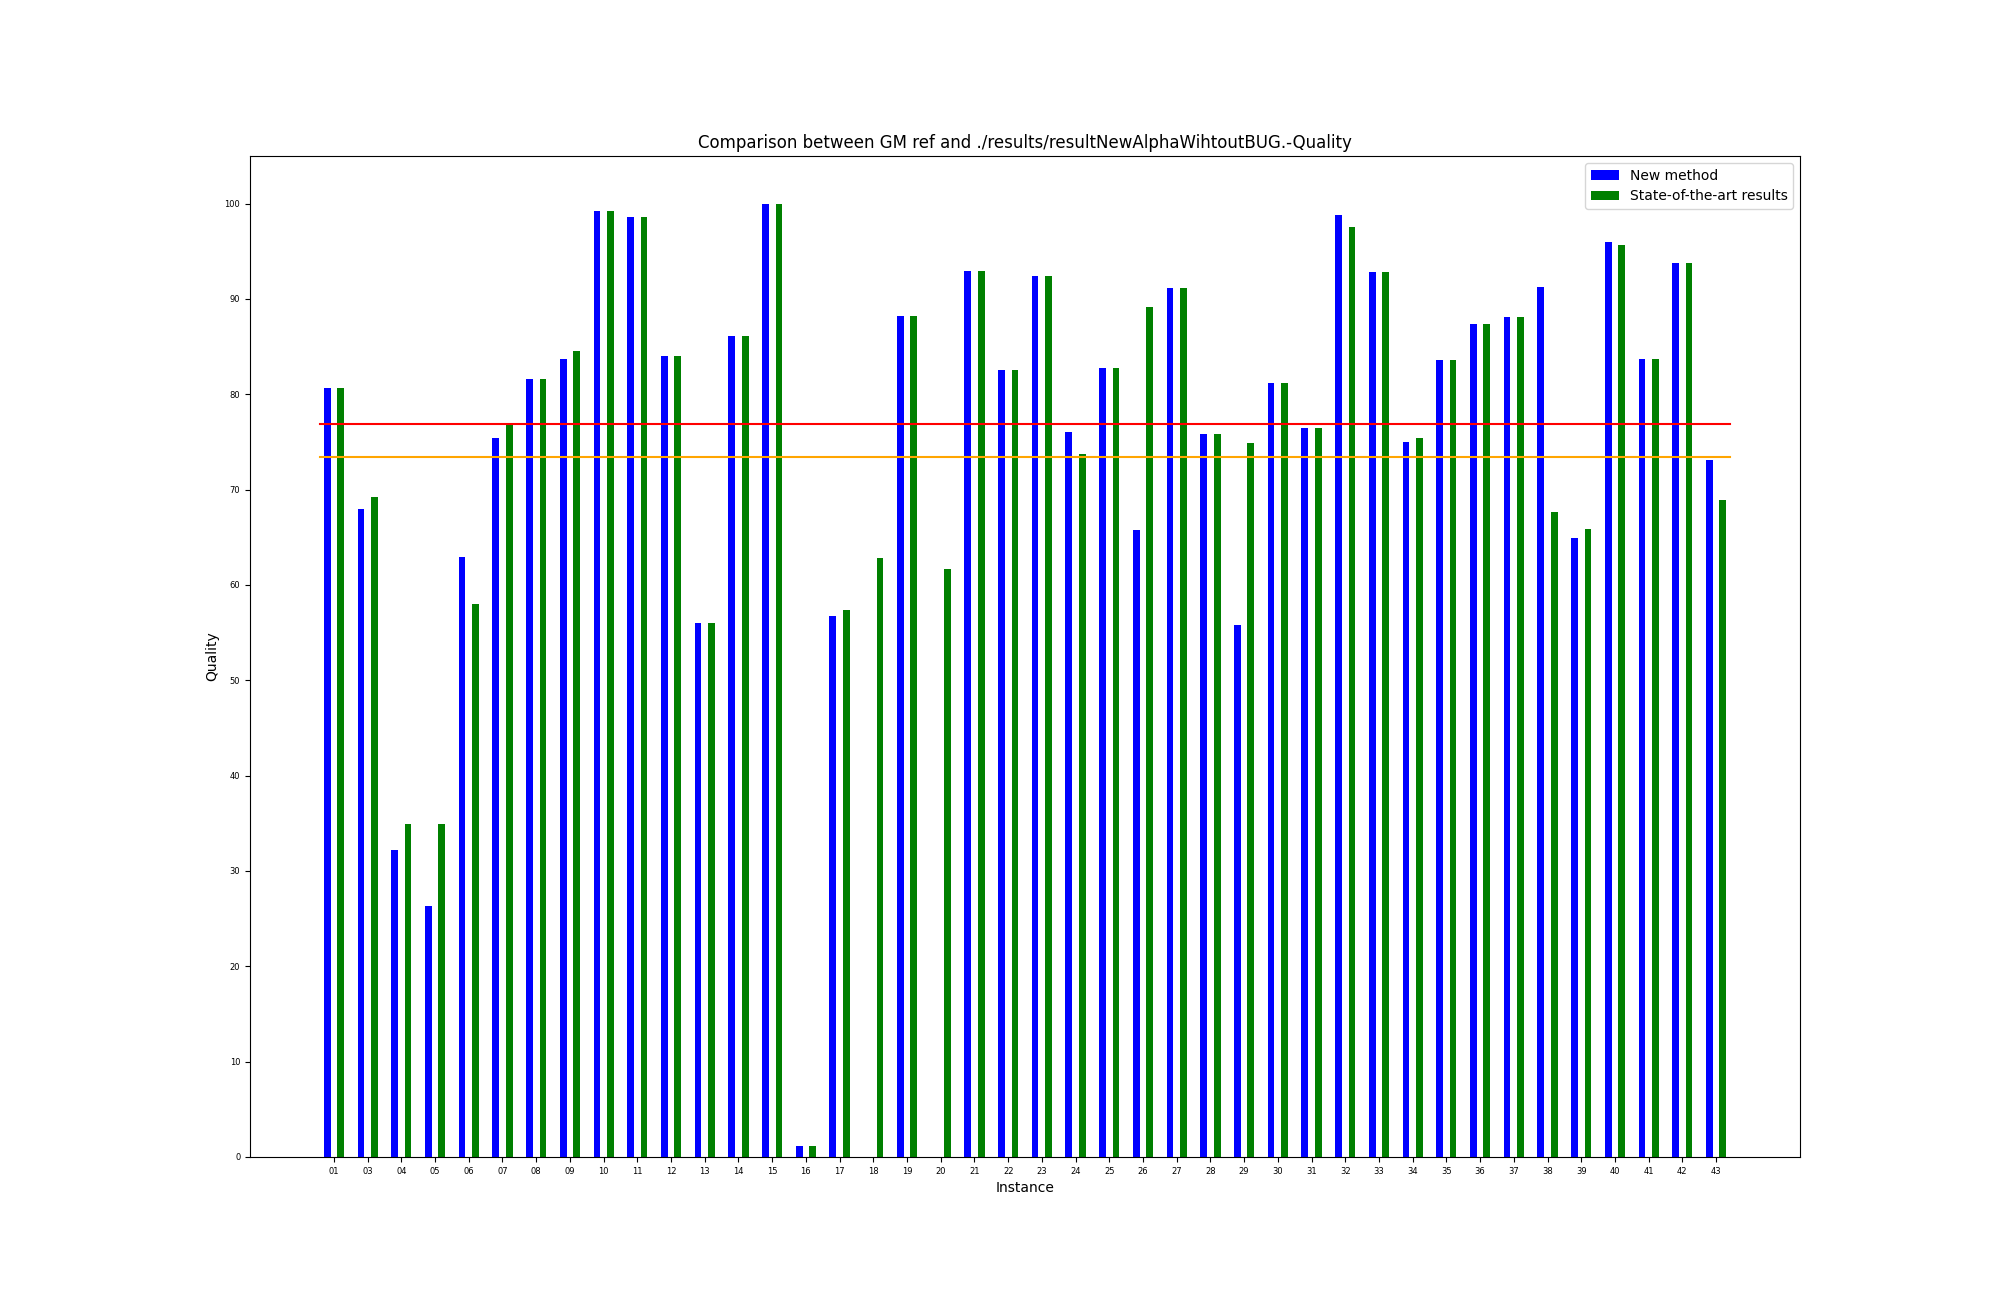 Comparison between GM ref and ./results/resultNewAlphaWihtoutBUG.-Quality
New method
State-of-the-art results
100
90
80
70
60
50
40
30
20
10
0
Quality
01 03 04 05 06 07 08 09 10 11 12 13 14 15 16 17 18 19 20 21 22 23 24 25 26 27 28 29 30 31 32 33 34 35 36 37 38 39 40 41 42 43
Instance